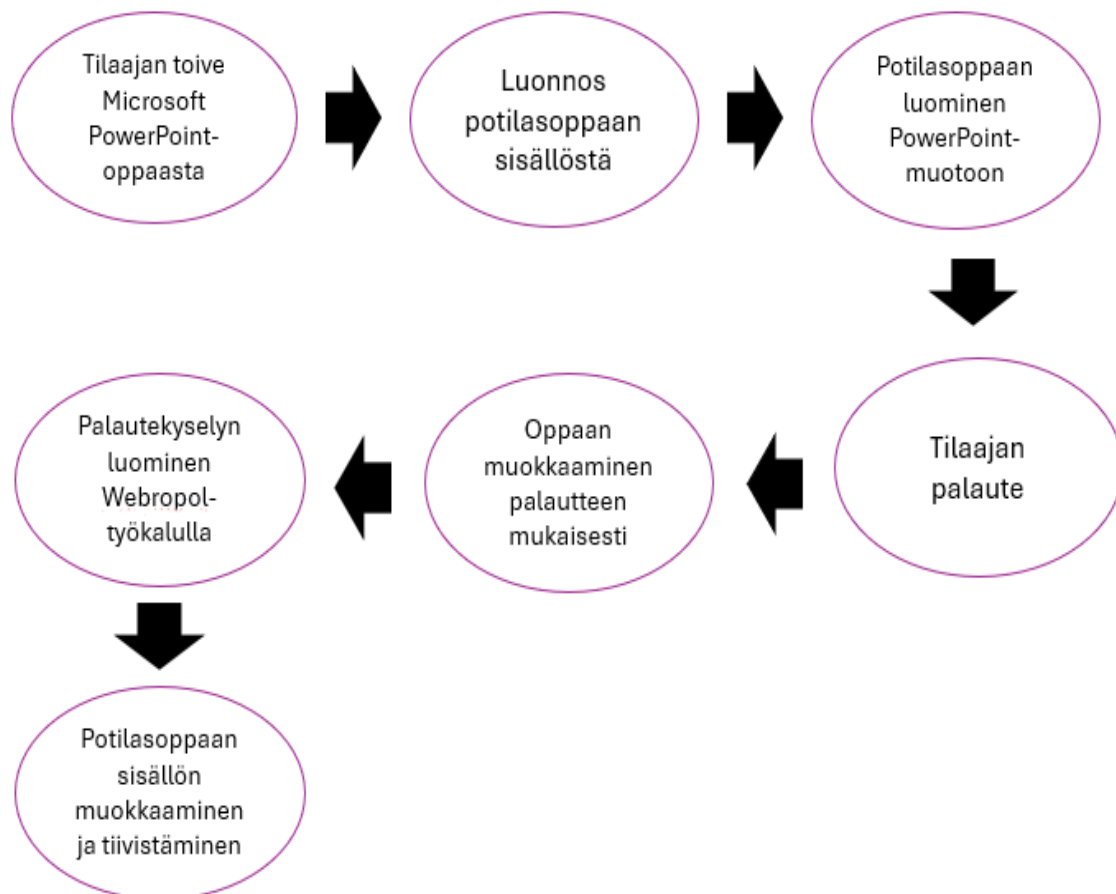 Tilaajan toive
Microsoft
PowerPoint-
oppaasta
Luonnos
potilasoppaan
sisällöstä
Potilasoppaan
luominen
PowerPoint-
muotoon
Tilaajan
palaute
Oppaan
muokkaaminen
palautteen
mukaisesti
Palautekyselyn
luominen
Webropol-
työkalulla
Potilasoppaan
sisällön
muokkaaminen
ja tiivistäminen